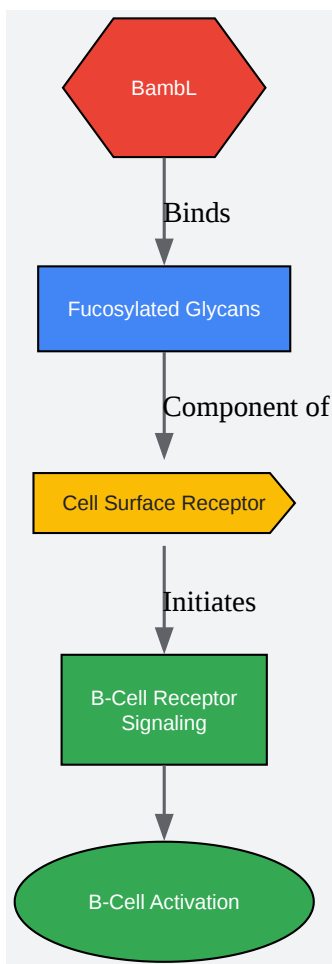 BambL
Binds
Fucosylated Glycans
Component of
Cell Surface Receptor
Initiates
B-Cell Receptor
Signaling
B-Cell Activation